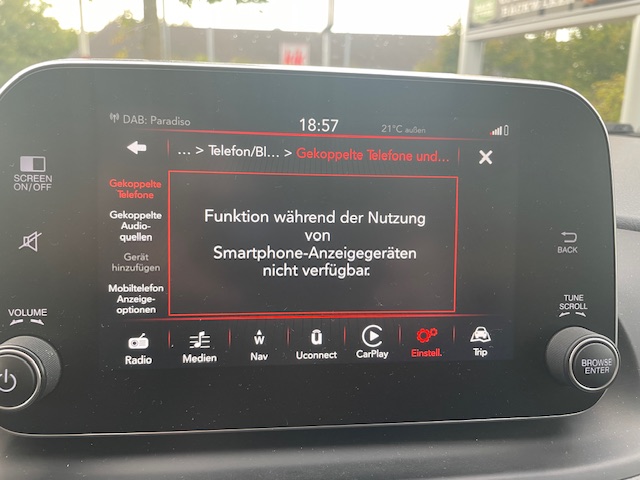 DAB: Paradiso
18:57
21°C außen
... > Telefon/Bl... > Gekoppelte Telefone und...
SCREEN
ON/OFF
Gekoppelte
Telefone
Gekoppelte
Audio-
quellen
Gerät
hinzufügen
Mobiltelefon
Anzeige-
optionen
Funktion während der Nutzung
von
Smartphone-Anzeigegeräten
nicht verfügbar.
BACK
VOLUME
TUNE
SCROLL
BROWSE
ENTER
Radio
Medien
W
Nav
u
Uconnect
CarPlay
Einstell.
Trip